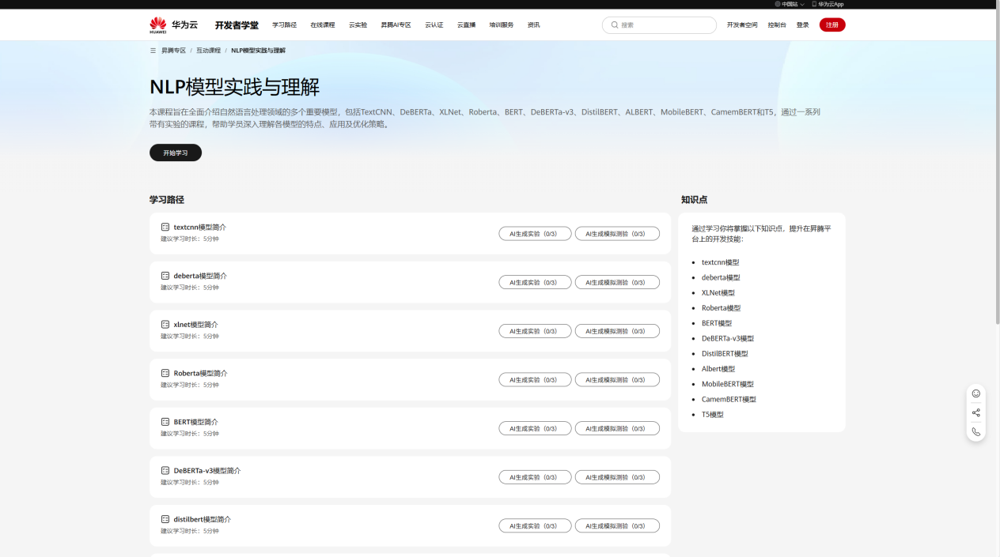 中国站 华为云App
HUAWEI 华为云 开发者学堂 学习路径 在线课程 云实验 昇腾AI专区 云认证 云直播 培训服务 资讯 搜索 开发者空间 控制台 登录 注册
昇腾专区 / 互动课程 / NLP模型实践与理解
NLP模型实践与理解
本课程旨在全面介绍自然语言处理领域的多个重要模型，包括TextCNN、DeBERTa、XLNet、Roberta、BERT、DeBERTa-v3、DistilBERT、ALBERT、MobileBERT、CamemBERT和T5，通过一系列
带有实验的课程，帮助学员深入理解各模型的特点、应用及优化策略。
开始学习
学习路径
textcnn模型简介
建议学习时长：5分钟
AI生成实验（0/3） AI生成模拟测验（0/3）
deberta模型简介
建议学习时长：5分钟
AI生成实验（0/3） AI生成模拟测验（0/3）
xlnet模型简介
建议学习时长：5分钟
AI生成实验（0/3） AI生成模拟测验（0/3）
Roberta模型简介
建议学习时长：5分钟
AI生成实验（0/3） AI生成模拟测验（0/3）
BERT模型简介
建议学习时长：5分钟
AI生成实验（0/3） AI生成模拟测验（0/3）
DeBERTa-v3模型简介
建议学习时长：5分钟
AI生成实验（0/3） AI生成模拟测验（0/3）
distilbert模型简介
建议学习时长：5分钟
AI生成实验（0/3） AI生成模拟测验（0/3）
知识点
通过学习你将掌握以下知识点，提升在昇腾平
台上的开发技能：
textcnn模型
deberta模型
XLNet模型
Roberta模型
BERT模型
DeBERTa-v3模型
DistilBERT模型
Albert模型
MobileBERT模型
CamemBERT模型
T5模型